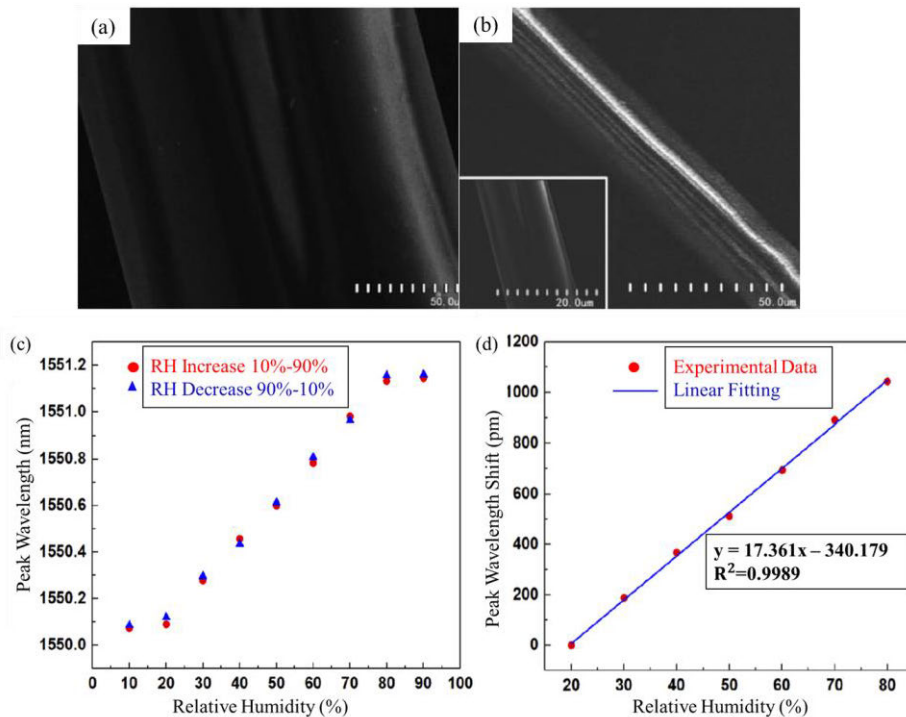 (a)
50.0u
(b)
20.0um
50.0um
(c)
1551.2
1551.0
1550.8
1550.6
1550.4
1550.2
1550.0
Peak Wavelength (nm)
RH Increase 10%-90%
RH Decrease 90%-10%
0 10 20 30 40 50 60 70 80 90 100
Relative Humidity (%)
(d)
1200
1000
800
600
400
200
0
Peak Wavelength Shift (pm)
Experimental Data
Linear Fitting
y = 17.361x – 340.179
R²=0.9989
20 30 40 50 60 70 80
Relative Humidity (%)